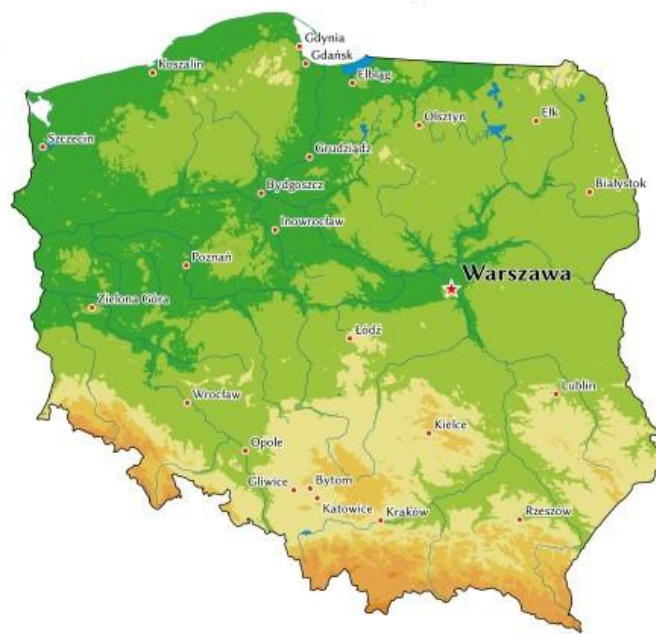 Gdynia
Gdańsk
Koszalin
Elbląg
Ełk
Olsztyn
Szczecin
Grudziądz
Bydgoszcz
Białystok
Inowrocław
Poznań
Warszawa
Zielona Góra
Łódź
Wrocław
Lublin
Kielce
Opole
Gliwice
Bytom
Katowice
Kraków
Rzeszów